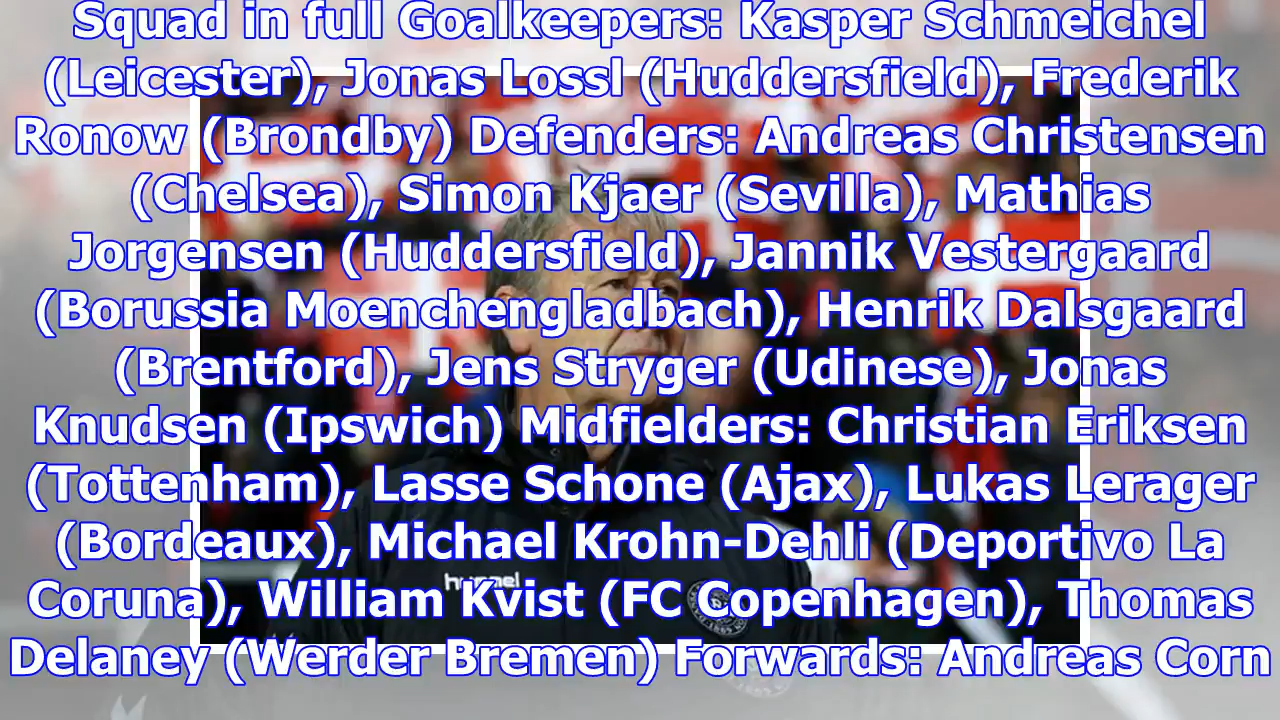 Squad in full Goalkeepers: Kasper Schmeichel
(Leicester), Jonas Lossl (Huddersfield), Frederik
Ronow (Brondby) Defenders: Andreas Christensen
(Chelsea), Simon Kjaer (Sevilla), Mathias
Jorgensen (Huddersfield), Jannik Vestergaard
(Borussia Moenchengladbach), Henrik Dalsgaard
(Brentford), Jens Stryger (Udinese), Jonas
Knudsen (Ipswich) Midfielders: Christian Eriksen
(Tottenham), Lasse Schone (Ajax), Lukas Lerager
(Bordeaux), Michael Krohn-Dehli (Deportivo La
hummel
Coruna), William Kvist (FC Copenhagen), Thomas
Delaney (Werder Bremen) Forwards: Andreas Corn